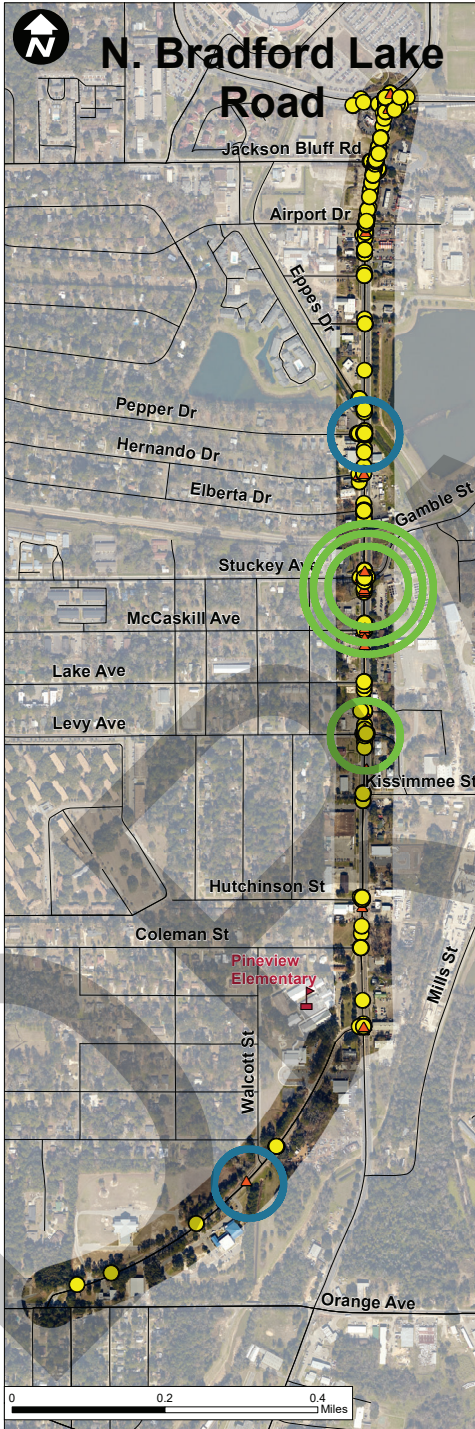 N
N. Bradford Lake
Road
Jackson Bluff Rd
Airport Dr
Eppes Dr
Pepper Dr
Hernando Dr
Elberta Dr
Gamble St
Stuckey Ave
McCaskill Ave
Lake Ave
Levy Ave
Kissimmee St
Hutchinson St
Coleman St
Pineview
Elementary
Mills St
Walcott St
Orange Ave
0 0.2 0.4
Miles